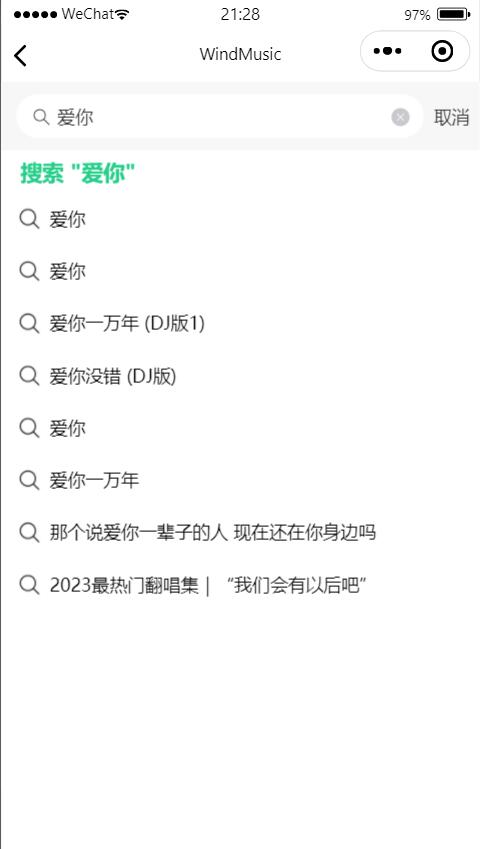 WeChat 21:28 97%
WindMusic
爱你 取消
搜索 "爱你"
爱你
爱你
爱你一万年 (DJ版1)
爱你没错 (DJ版)
爱你
爱你一万年
那个说爱你一辈子的人 现在还在你身边吗
2023最热门翻唱集 | “我们会有以后吧”